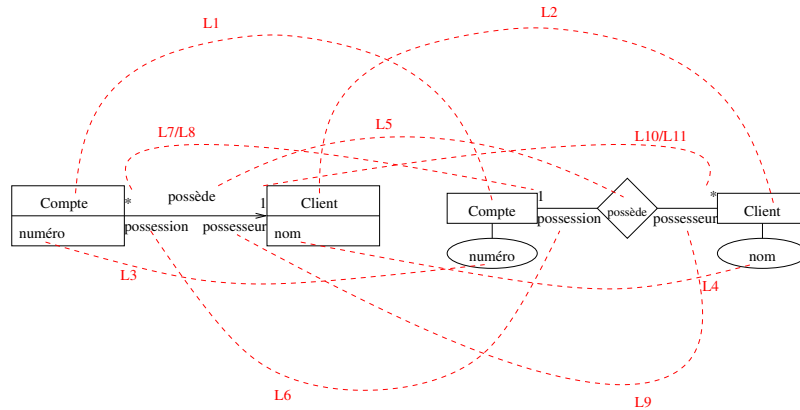 L1
L2
L7/L8
L5
L10/L11
Compte
*
possède
1
Client
numéro
possession
possesseur
nom
1
Compte
possession
possède
*
possesseur
Client
numéro
nom
L3
L4
L6
L9